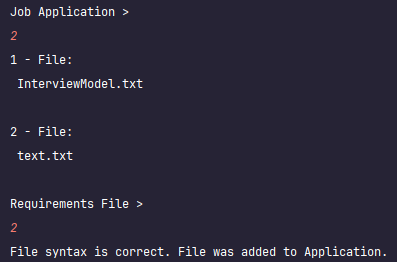 Job Application >
2
1 - File:
InterviewModel.txt
2 - File:
text.txt
Requirements File >
2
File syntax is correct. File was added to Application.